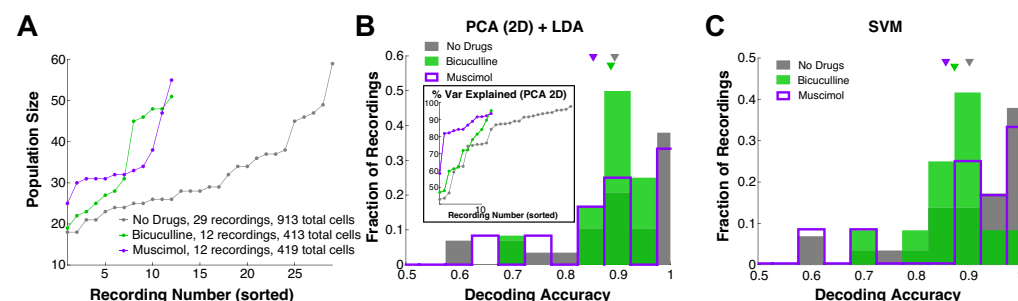 A
Population Size
60
50
40
30
20
10
5
10
15
20
25
No Drugs, 29 recordings, 913 total cells
Bicuculline, 12 recordings, 413 total cells
Muscimol, 12 recordings, 419 total cells
Recording Number (sorted)
B
PCA (2D) + LDA
Fraction of Recordings
0.6
0.5
0.4
0.3
0.2
0.1
0
No Drugs
Bicuculline
Muscimol
% Var Explained (PCA 2D)
100
90
80
70
60
50
10
Recording Number (sorted)
0.5
0.6
0.7
0.8
0.9
1
Decoding Accuracy
C
SVM
Fraction of Recordings
0.5
0.4
0.3
0.2
0.1
0
No Drugs
Bicuculline
Muscimol
0.5
0.6
0.7
0.8
0.9
Decoding Accuracy